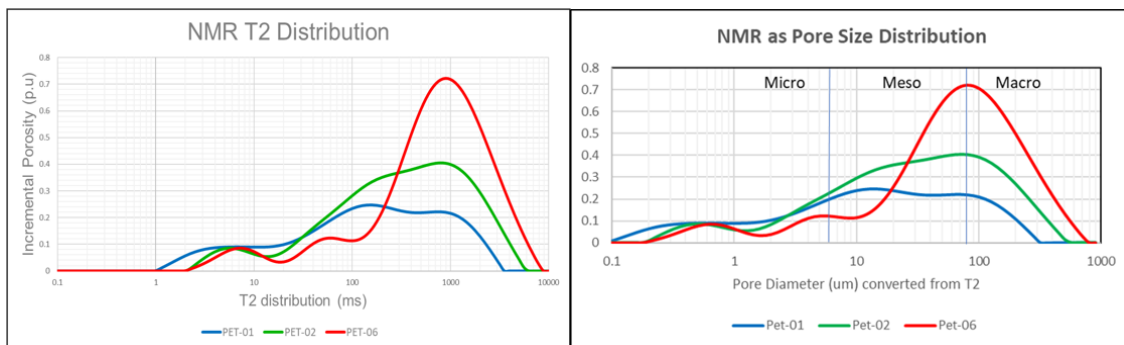 NMR T2 Distribution
Incremental Porosity (p.u)
0.8
0.7
0.6
0.5
0.4
0.3
0.2
0.1
0
0.1 1 10 100 1000 10000
T2 distribution (ms)
PET-01 PET-02 PET-06
NMR as Pore Size Distribution
0.8
Micro Meso Macro
0.7
0.6
0.5
0.4
0.3
0.2
0.1
0
0.1 1 10 100 1000
Pore Diameter (um) converted from T2
Pet-01 Pet-02 Pet-06